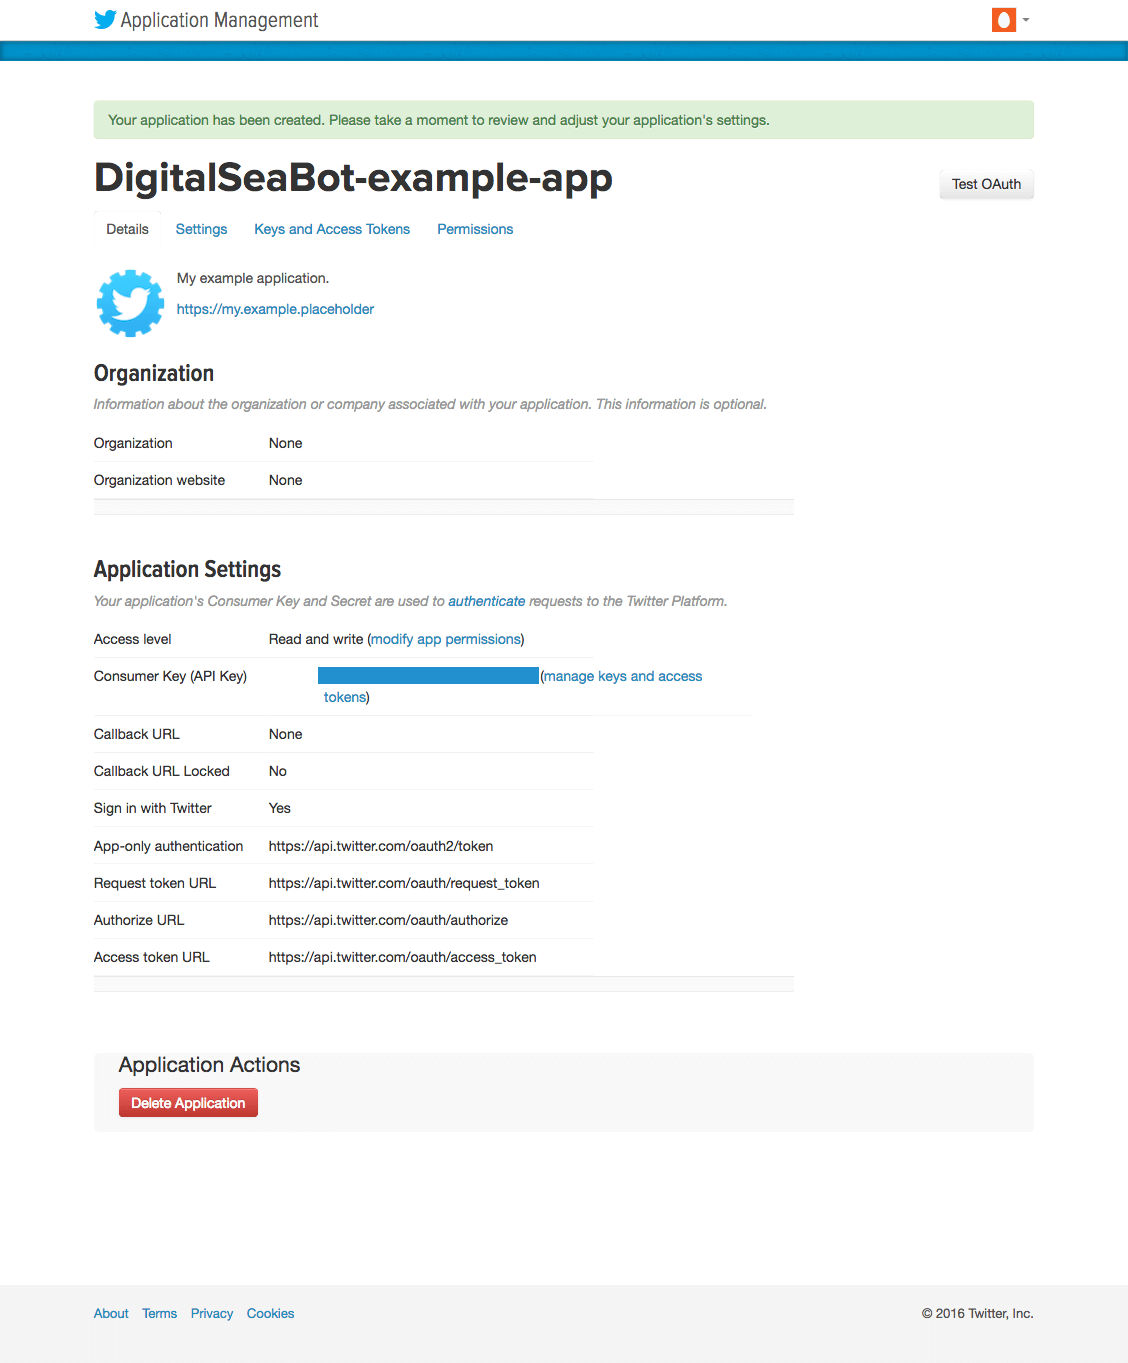 Application Management
Your application has been created. Please take a moment to review and adjust your application's settings.
DigitalSeaBot-example-app
Test OAuth
Details Settings Keys and Access Tokens Permissions
My example application.
https://my.example.placeholder
Organization
Information about the organization or company associated with your application. This information is optional.
Organization None
Organization website None
Application Settings
Your application's Consumer Key and Secret are used to authenticate requests to the Twitter Platform.
Access level Read and write (modify app permissions)
Consumer Key (API Key) (manage keys and access
tokens)
Callback URL None
Callback URL Locked No
Sign in with Twitter Yes
App-only authentication https://api.twitter.com/oauth2/token
Request token URL https://api.twitter.com/oauth/request_token
Authorize URL https://api.twitter.com/oauth/authorize
Access token URL https://api.twitter.com/oauth/access_token
Application Actions
Delete Application
About Terms Privacy Cookies © 2016 Twitter, Inc.